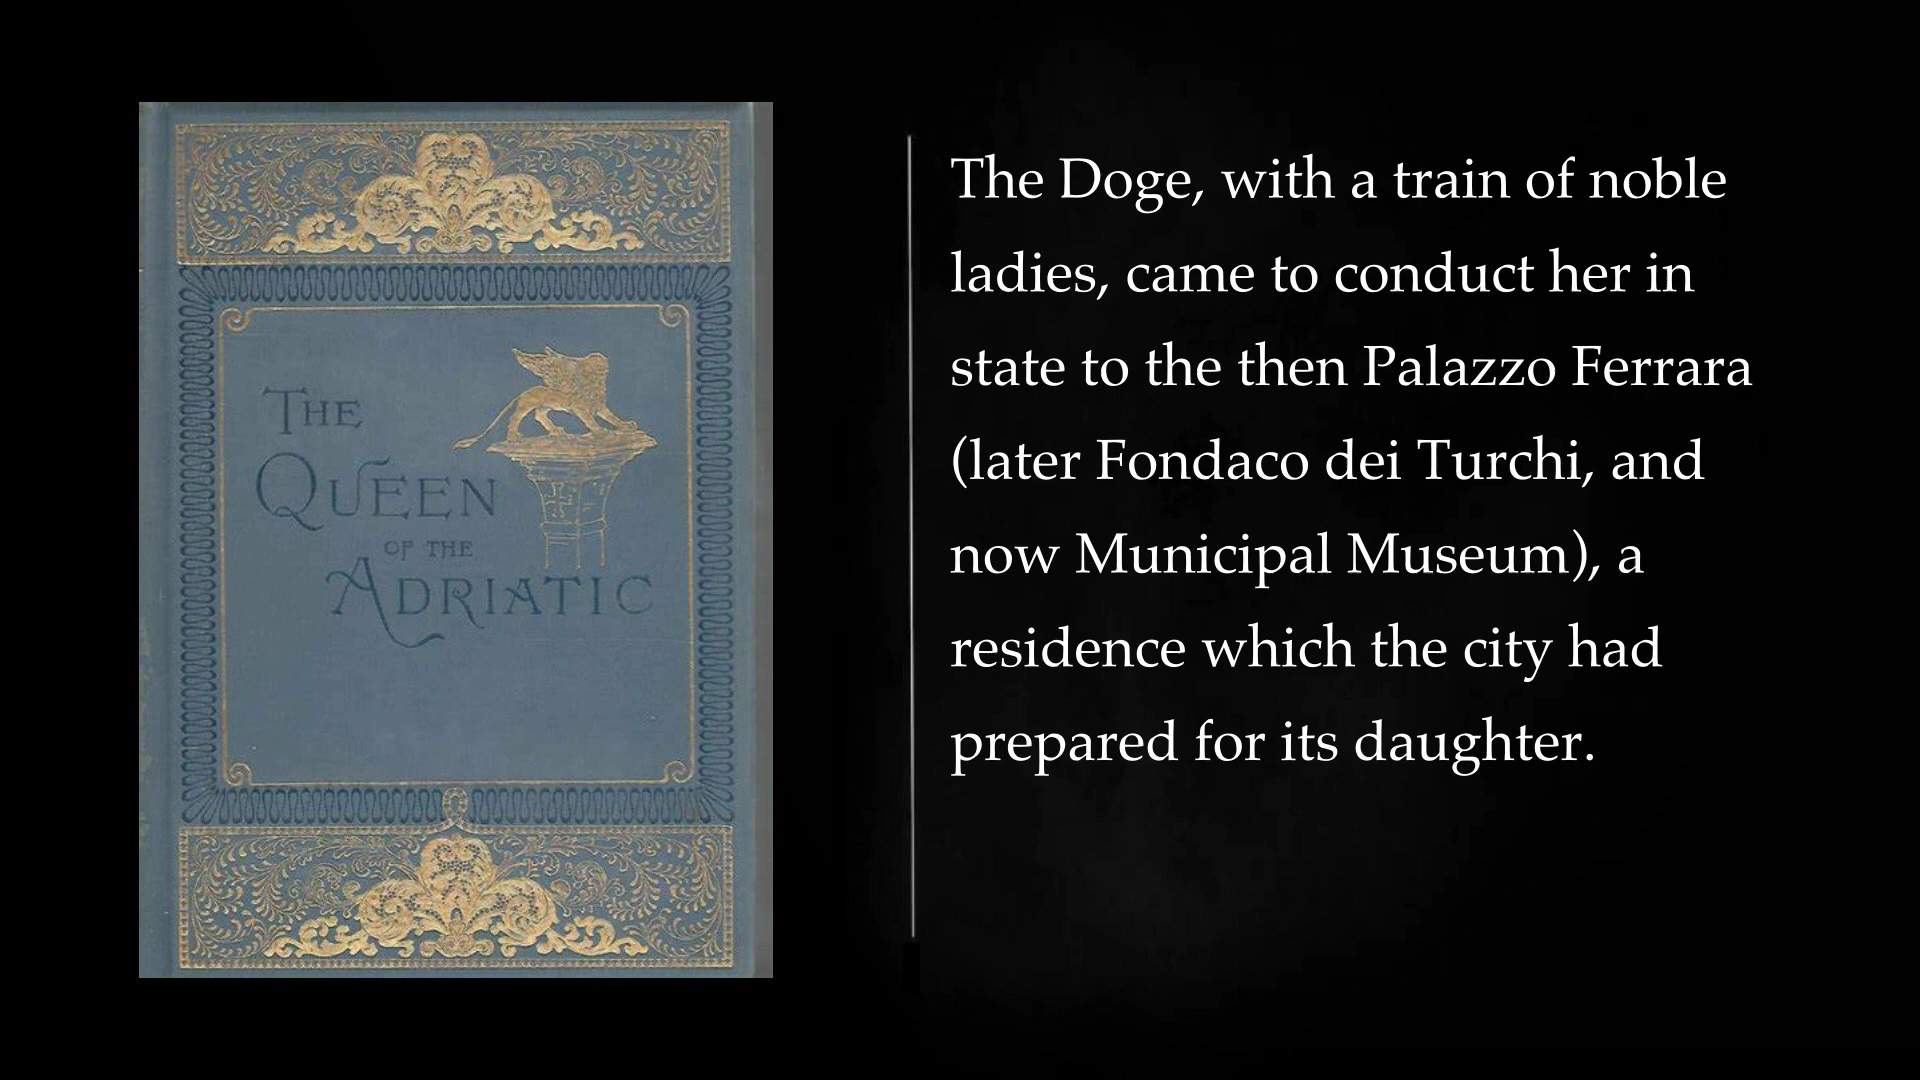 The
Queen
of the
Adriatic
The Doge, with a train of noble
ladies, came to conduct her in
state to the then Palazzo Ferrara
(later Fondaco dei Turchi, and
now Municipal Museum), a
residence which the city had
prepared for its daughter.